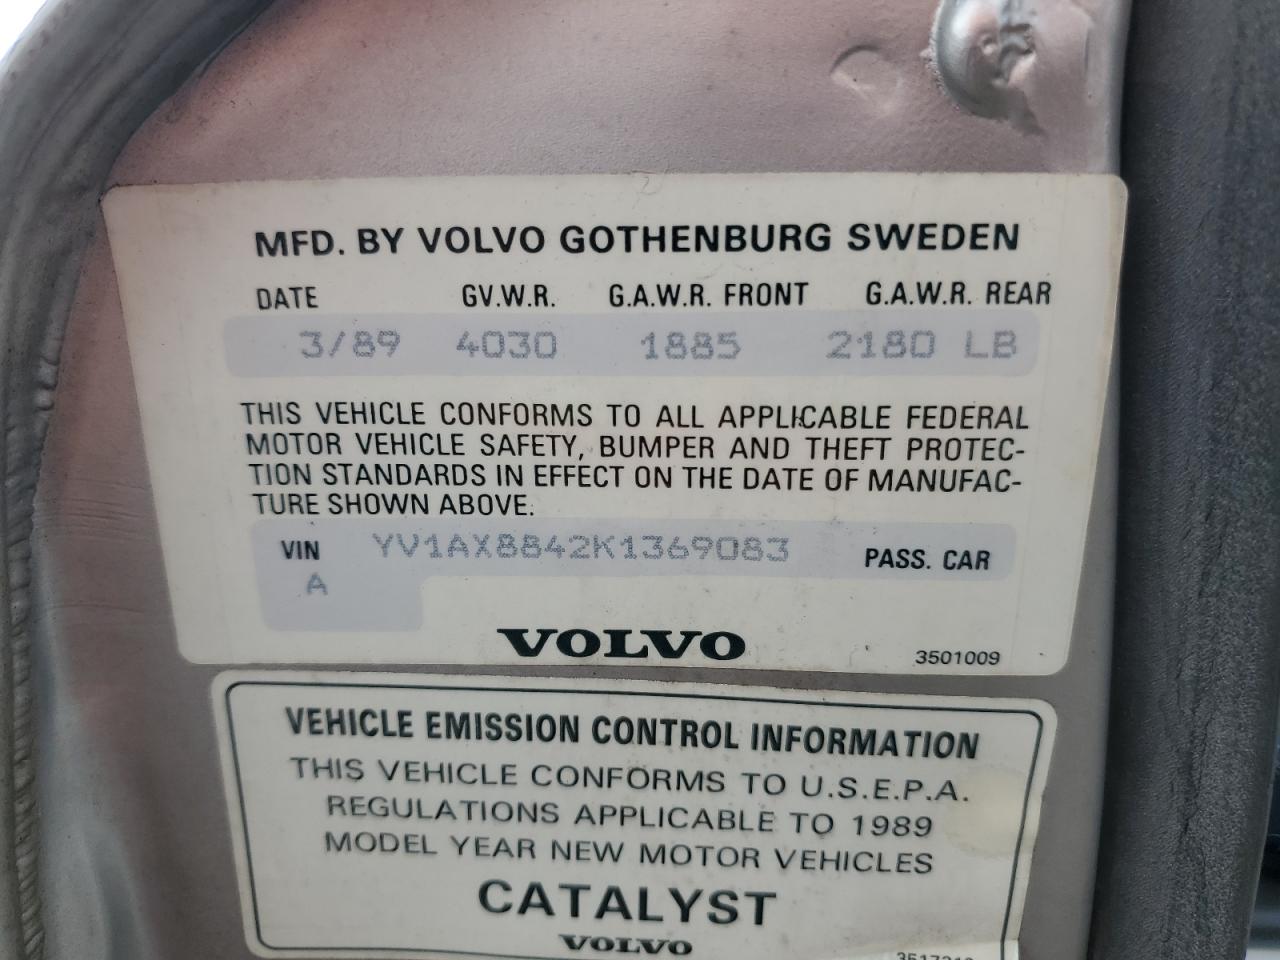 MFD. BY VOLVO GOTHENBURG SWEDEN
DATE GV.W.R. G.A.W.R. FRONT G.A.W.R. REAR
3/89 4030 1885 2180 LB
THIS VEHICLE CONFORMS TO ALL APPLICABLE FEDERAL
MOTOR VEHICLE SAFETY, BUMPER AND THEFT PROTEC-
TION STANDARDS IN EFFECT ON THE DATE OF MANUFAC-
TURE SHOWN ABOVE.
VIN YV1AX8842K1369083 PASS. CAR
A
VOLVO 3501009
VEHICLE EMISSION CONTROL INFORMATION
THIS VEHICLE CONFORMS TO U.S.E.P.A.
REGULATIONS APPLICABLE TO 1989
MODEL YEAR NEW MOTOR VEHICLES
CATALYST
VOLVO